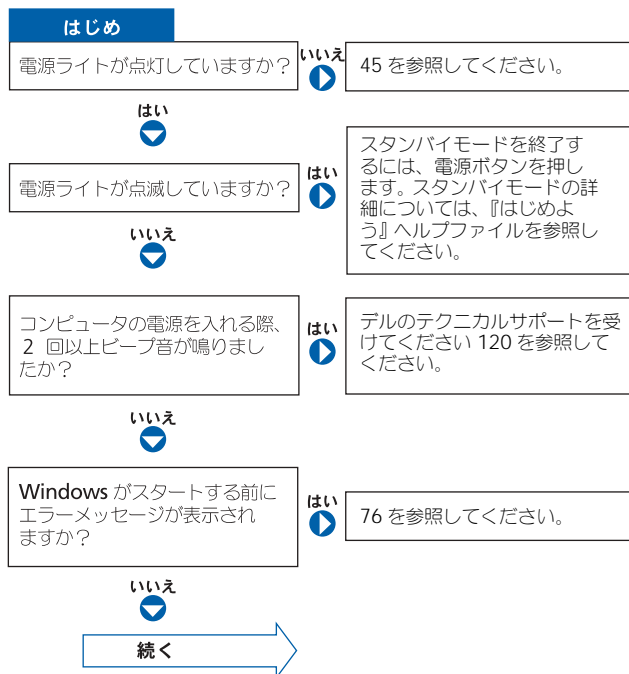 はじめ
電源ライトが点灯していますか?
いいえ
45 を参照してください。
はい
電源ライトが点滅していますか?
はい
スタンバイモードを終了す
るには、電源ボタンを押し
ます。スタンバイモードの詳
細については、『はじめよ
う』ヘルプファイルを参照し
てください。
いいえ
コンピュータの電源を入れる際、
2 回以上ビープ音が鳴りまし
たか?
はい
デルのテクニカルサポートを受
けてください 120 を参照して
ください。
いいえ
Windows がスタートする前に
エラーメッセージが表示され
ますか?
はい
76 を参照してください。
いいえ
続く